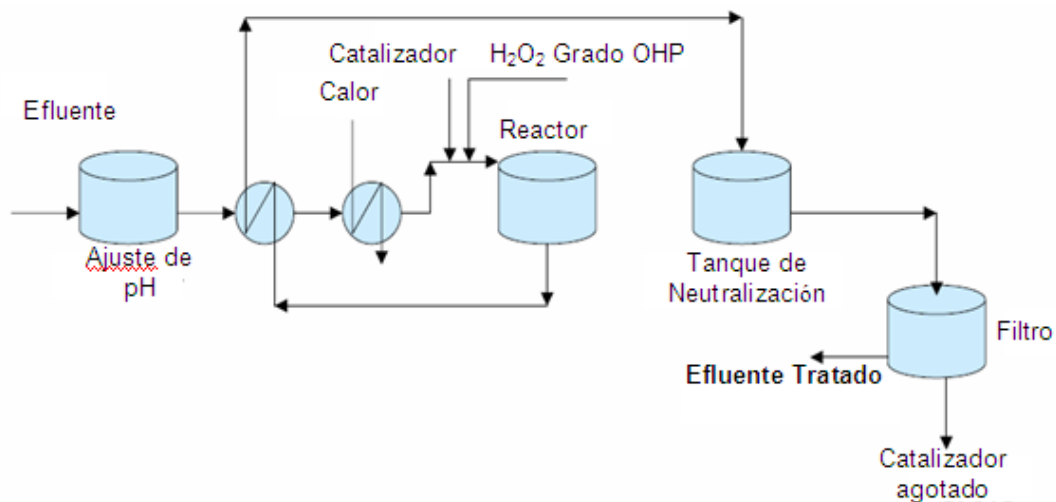 Catalizador
H₂O₂ Grado OHP
Calor
Efluente
Reactor
Ajuste de
pH
Tanque de
Neutralización
Filtro
Efluente Tratado
Catalizador
agotado